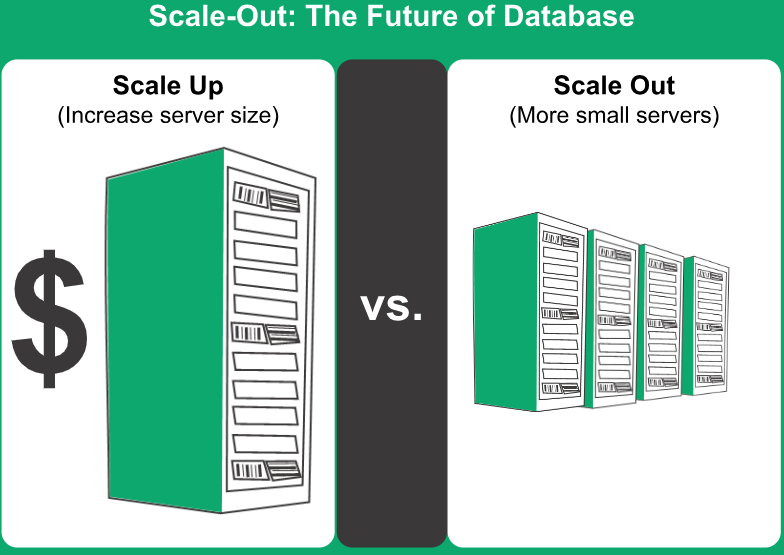 Scale-Out: The Future of Database
Scale Up
(Increase server size)
$
vs.
Scale Out
(More small servers)